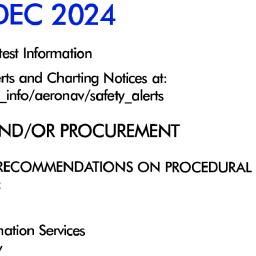 DEC 2024
test Information
erts and Charting Notices at:
_info/aeronav/safety_alerts
ND/OR PROCUREMENT
RECOMMENDATIONS ON PROCEDURAL
mation Services